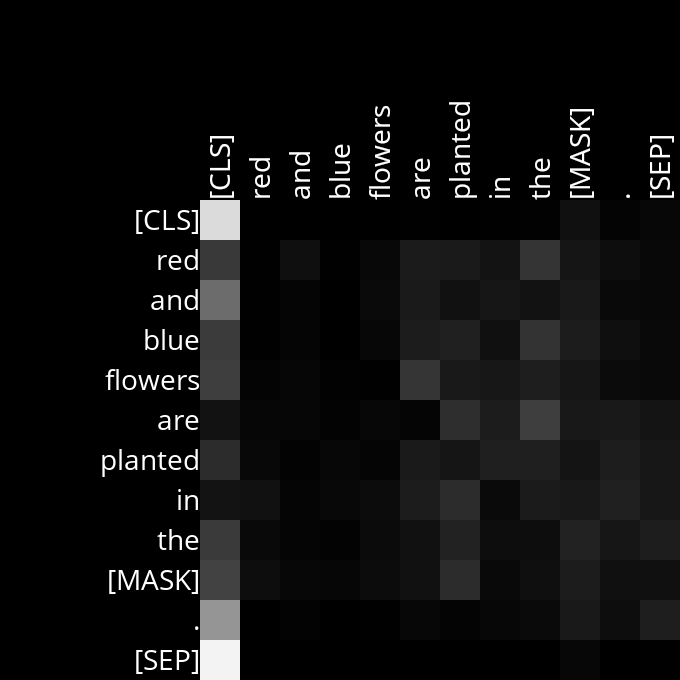 [CLS] red and blue flowers are planted in the [MASK] . [SEP]
[CLS]
red
and
blue
flowers
are
planted
in
the
[MASK]
.
[SEP]